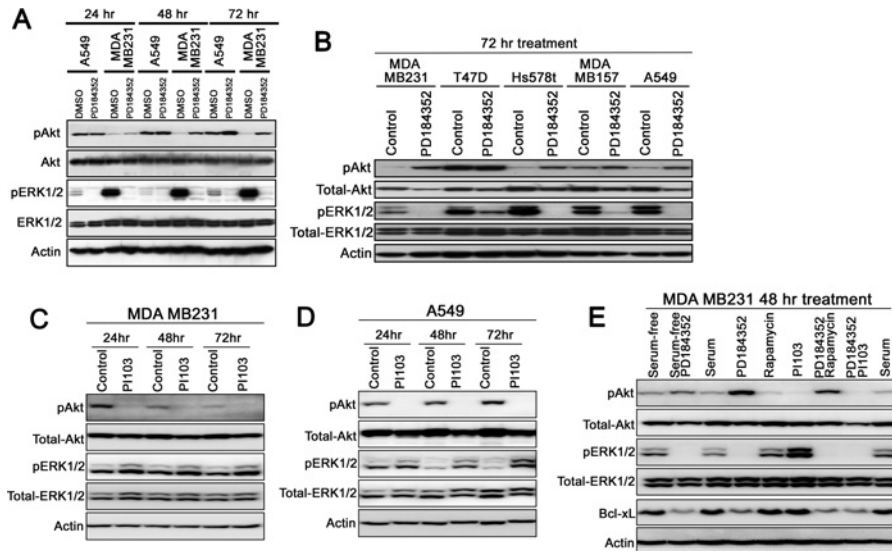 A
24 hr 48 hr 72 hr
A549 MDA MB231 A549 MDA MB231 A549 MDA MB231
DMSO PD184352 DMSO PD184352 DMSO PD184352 DMSO PD184352 DMSO PD184352 DMSO PD184352
pAkt
Akt
pERK1/2
ERK1/2
Actin
B
72 hr treatment
MDA MB231 T47D Hs578t MDA MB157 A549
Control PD184352 Control PD184352 Control PD184352 Control PD184352 Control PD184352
pAkt
Total-Akt
pERK1/2
Total-ERK1/2
Actin
C
MDA MB231
24hr 48hr 72hr
Control PI103 Control PI103 Control PI103
pAkt
Total-Akt
pERK1/2
Total-ERK1/2
Actin
D
A549
24hr 48hr 72hr
Control PI103 Control PI103 Control PI103
pAkt
Total-Akt
pERK1/2
Total-ERK1/2
Actin
E
MDA MB231 48 hr treatment
Serum-free
Serum-free PD184352
Serum
PD184352
Rapamycin
PI103
PD184352 Rapamycin
PD184352 PI103
Serum
pAkt
Total-Akt
pERK1/2
Total-ERK1/2
Bcl-xL
Actin